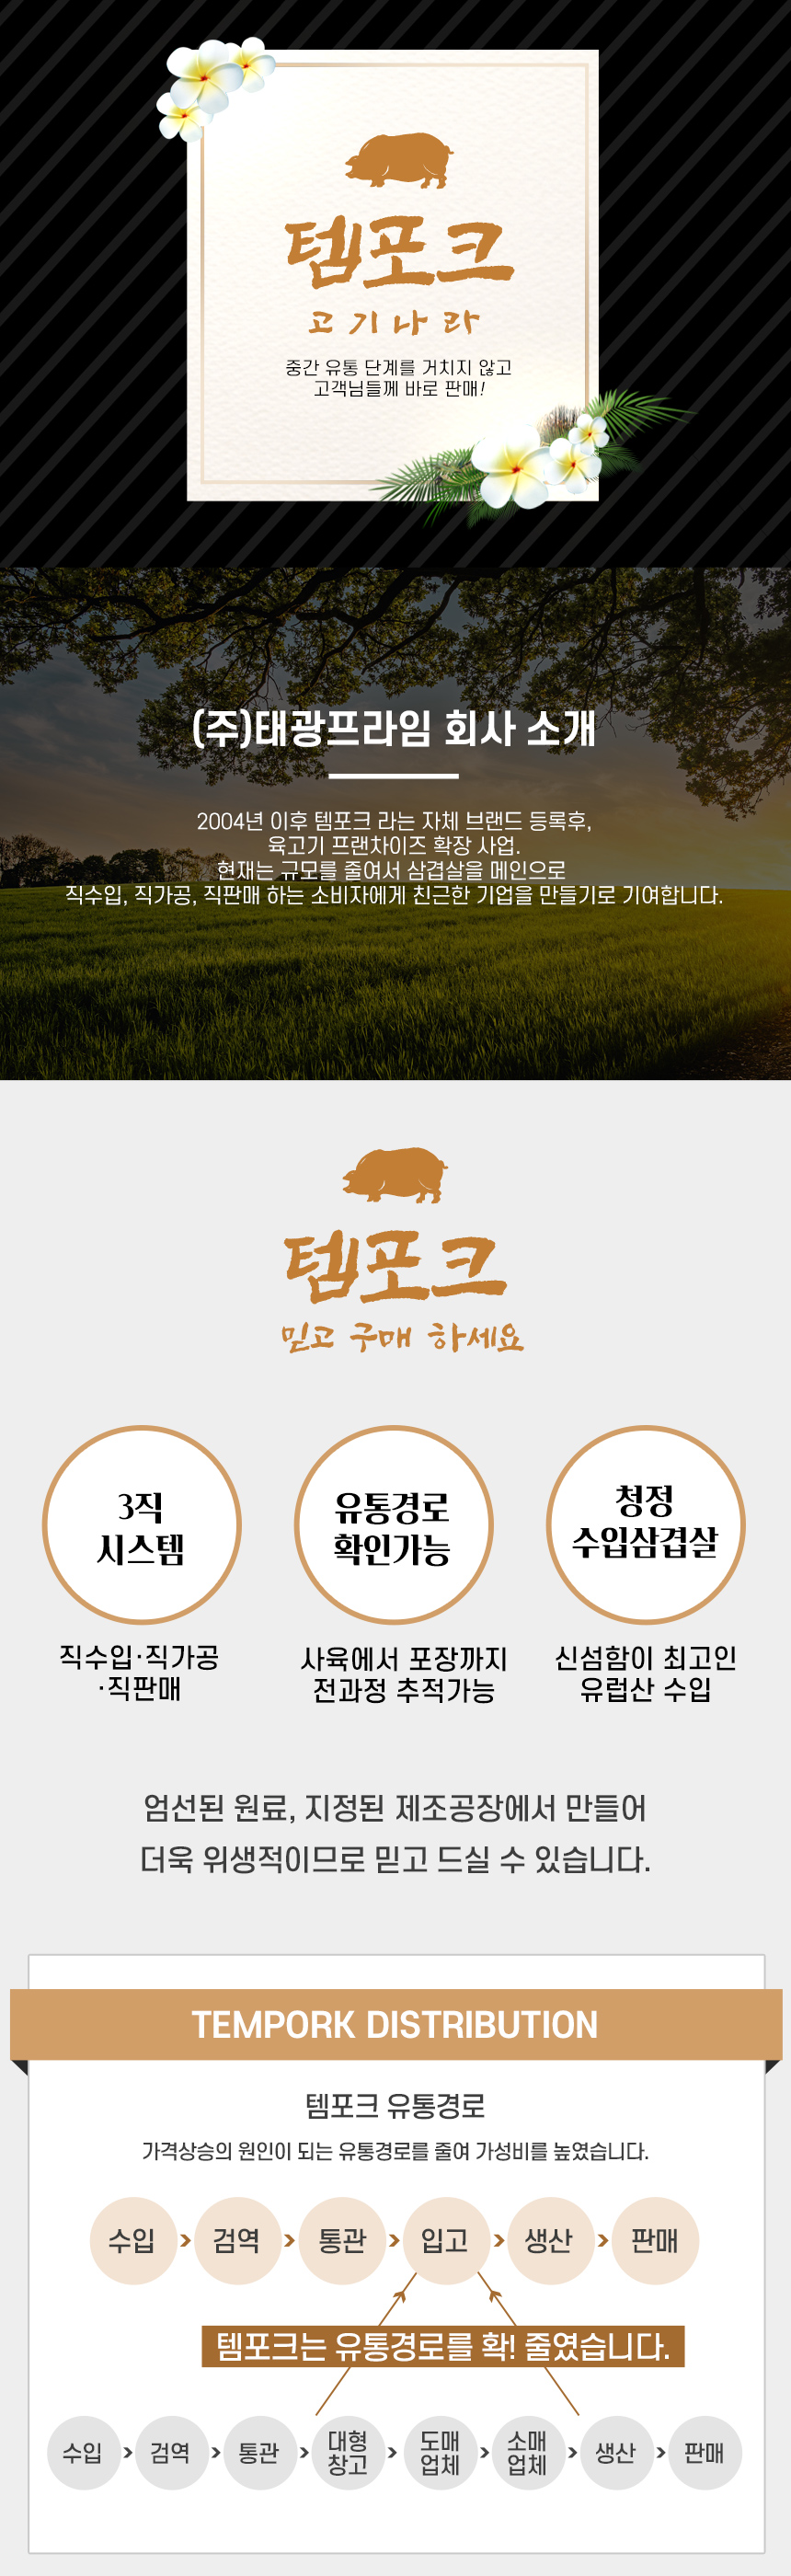 템포크
고기나라
중간 유통 단계를 거치지 않고
고객님들께 바로 판매!
(주)태광프라임 회사 소개
2004년 이후 템포크 라는 자체 브랜드 등록후,
육고기 프랜차이즈 확장 사업.
현재는 규모를 줄여서 삼겹살을 메인으로
직수입, 직가공, 직판매 하는 소비자에게 친근한 기업을 만들기로 기여합니다.
템포크
믿고 구매 하세요
3직
시스템
직수입·직가공
·직판매
유통경로
확인가능
사육에서 포장까지
전과정 추적가능
청정
수입삼겹살
신섬함이 최고인
유럽산 수입
엄선된 원료, 지정된 제조공장에서 만들어
더욱 위생적이므로 믿고 드실 수 있습니다.
TEMPORK DISTRIBUTION
템포크 유통경로
가격상승의 원인이 되는 유통경로를 줄여 가성비를 높였습니다.
수입 > 검역 > 통관 > 입고 > 생산 > 판매
템포크는 유통경로를 확! 줄였습니다.
수입 > 검역 > 통관 > 대형 창고 > 도매 업체 > 소매 업체 > 생산 > 판매